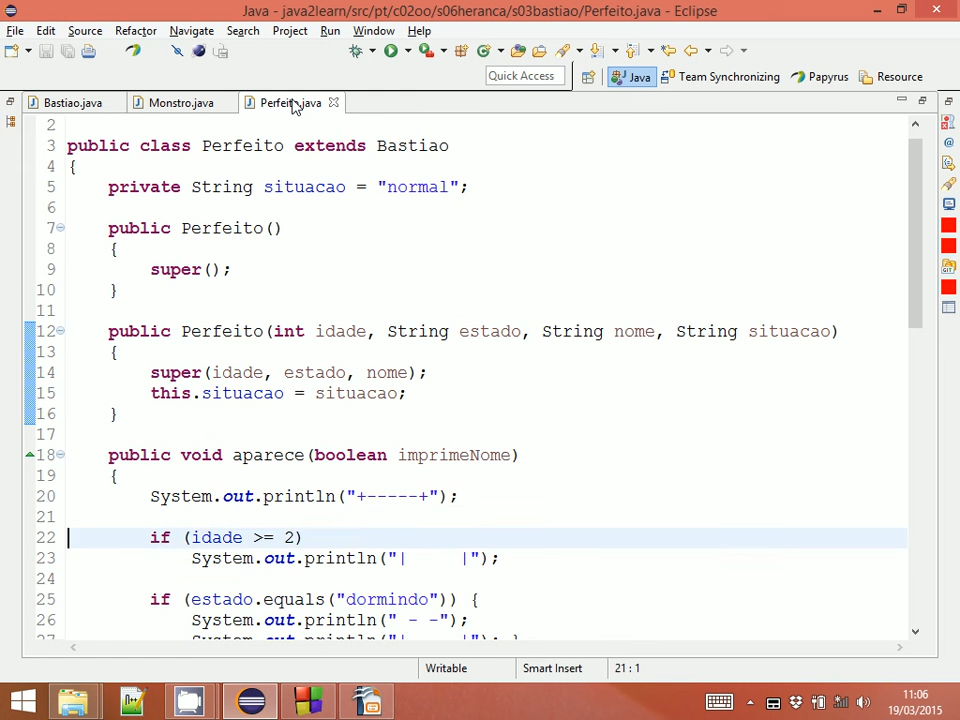 Java - java2learn/src/pt/c02oo/s06heranca/s03bastiao/Perfeito.java - Eclipse
File Edit Source Refactor Navigate Search Project Run Window Help
Quick Access
Java
Team Synchronizing
Papyrus
Resource
Bastiao.java
Monstro.java
Perfeito.java
2
3 public class Perfeito extends Bastiao
4 {
5 private String situacao = "normal";
6
7 public Perfeito()
8 {
9 super();
10 }
11
12 public Perfeito(int idade, String estado, String nome, String situacao)
13 {
14 super(idade, estado, nome);
15 this.situacao = situacao;
16 }
17
18 public void aparece(boolean imprimeNome)
19 {
20 System.out.println("+-----+");
21
22 if (idade >= 2)
23 System.out.println("|     |");
24
25 if (estado.equals("dormindo")) {
26 System.out.println(" - -");
Writable
Smart Insert
21 : 1
11:06
19/03/2015